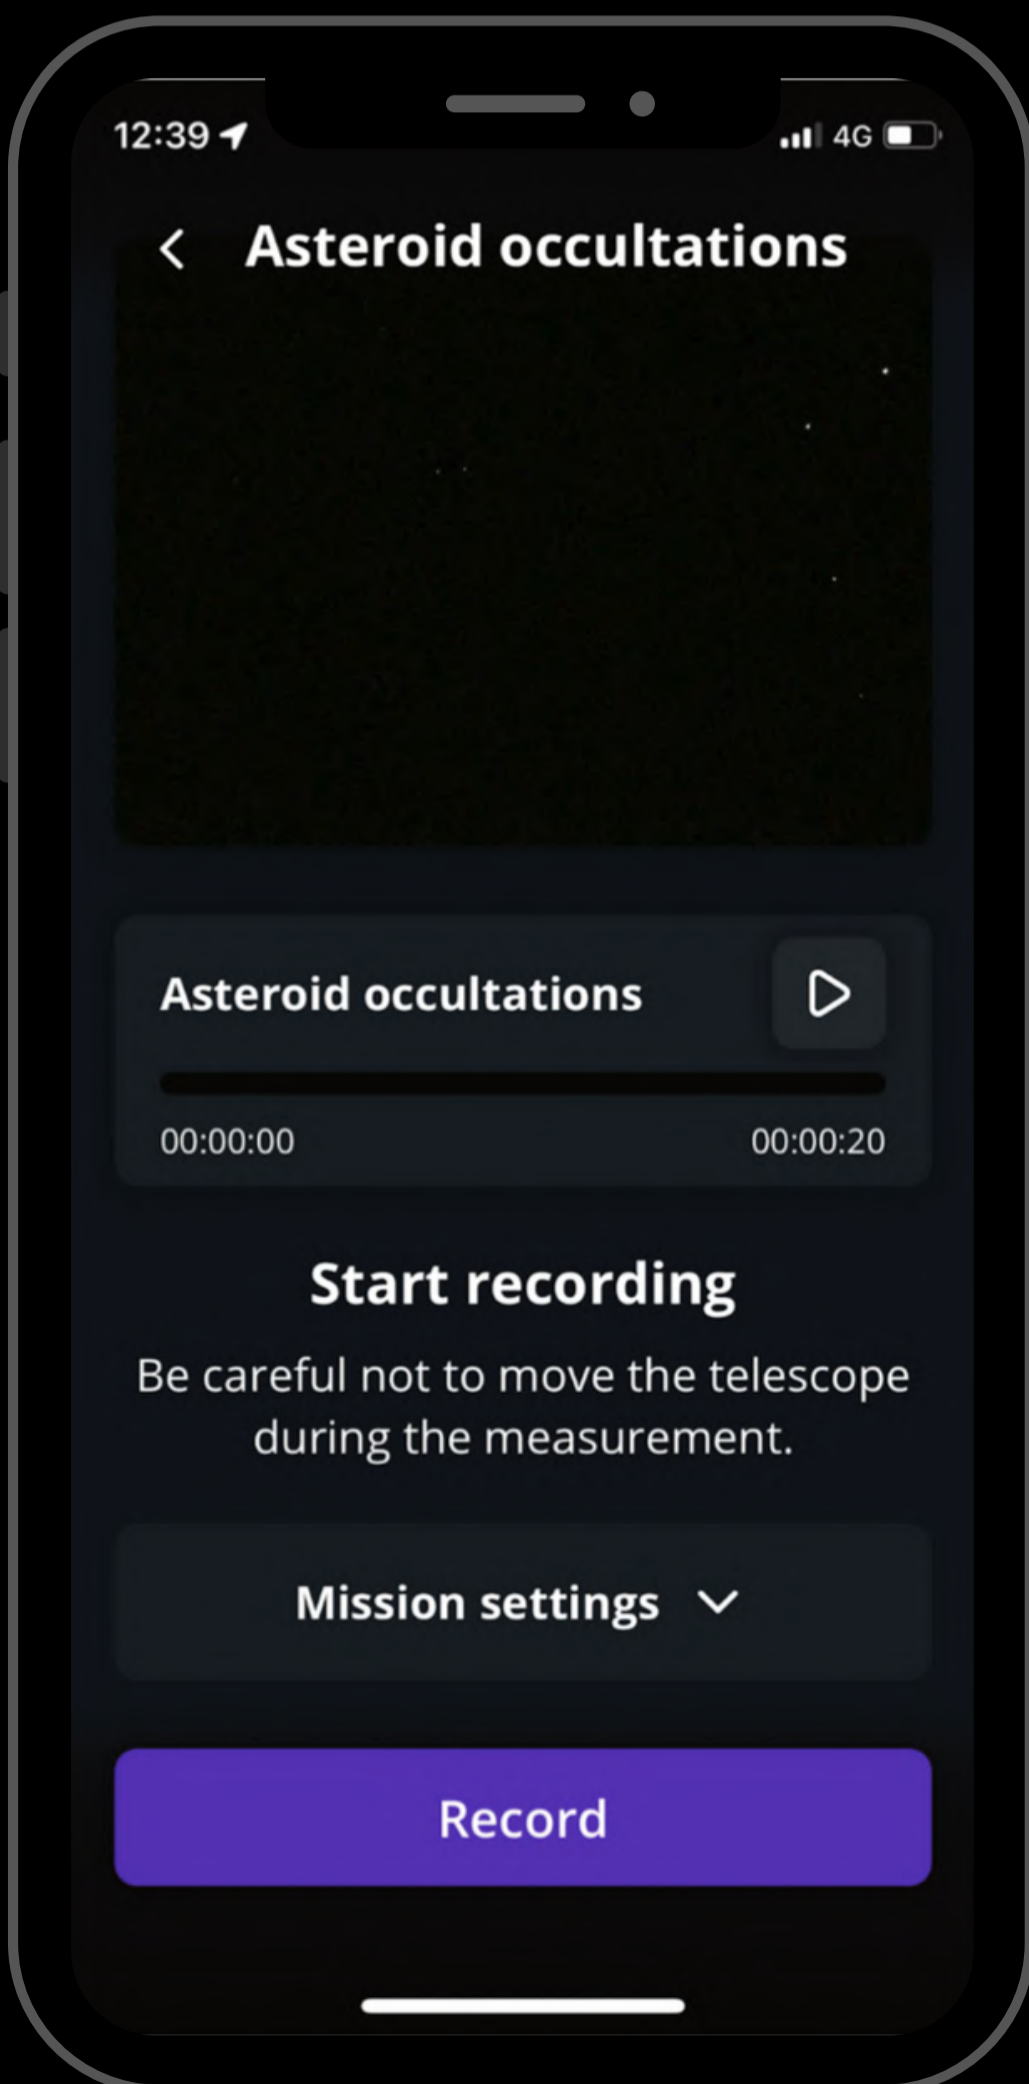 12:39
4G
Asteroid occultations
Asteroid occultations
00:00:00
00:00:20
Start recording
Be careful not to move the telescope
during the measurement.
Mission settings
Record